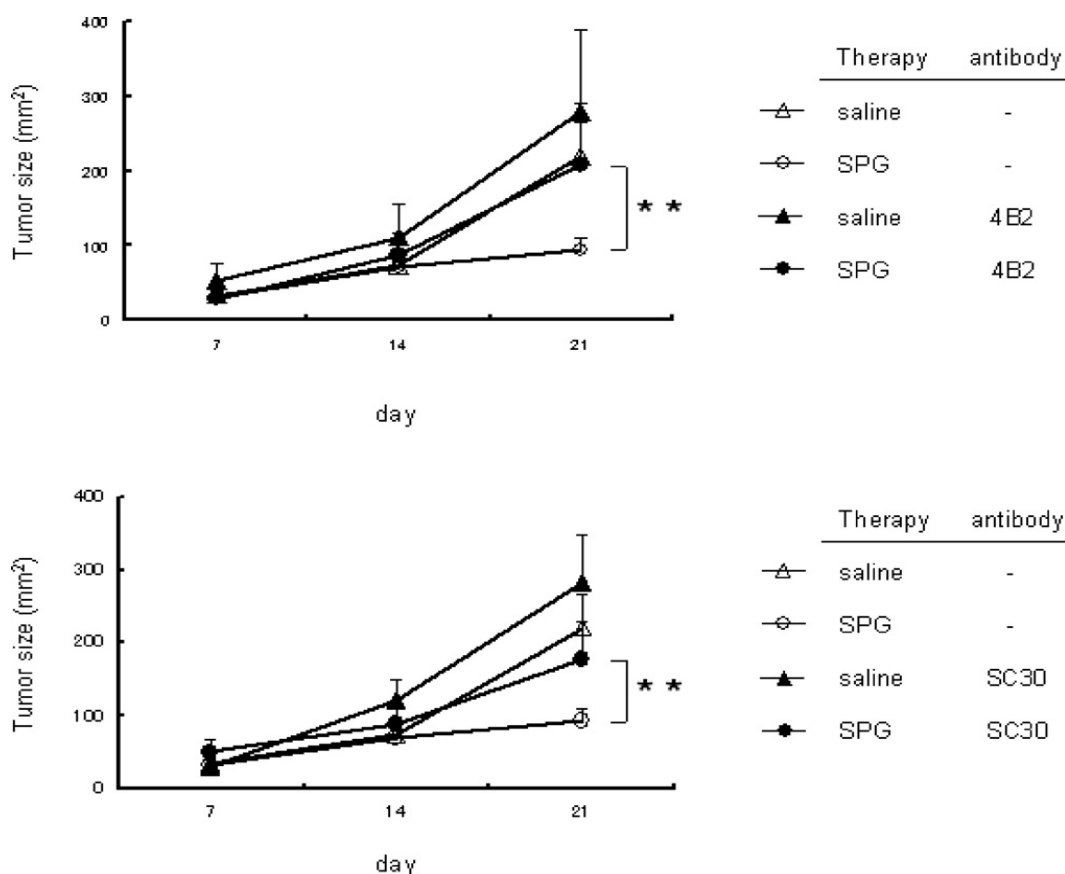 400
300
200
100
0
Tumor size (mm²)
7 14 21
day
* *
Therapy antibody
saline -
SPG -
saline 4B2
SPG 4B2
400
300
200
100
0
Tumor size (mm²)
7 14 21
day
* *
Therapy antibody
saline -
SPG -
saline SC30
SPG SC30